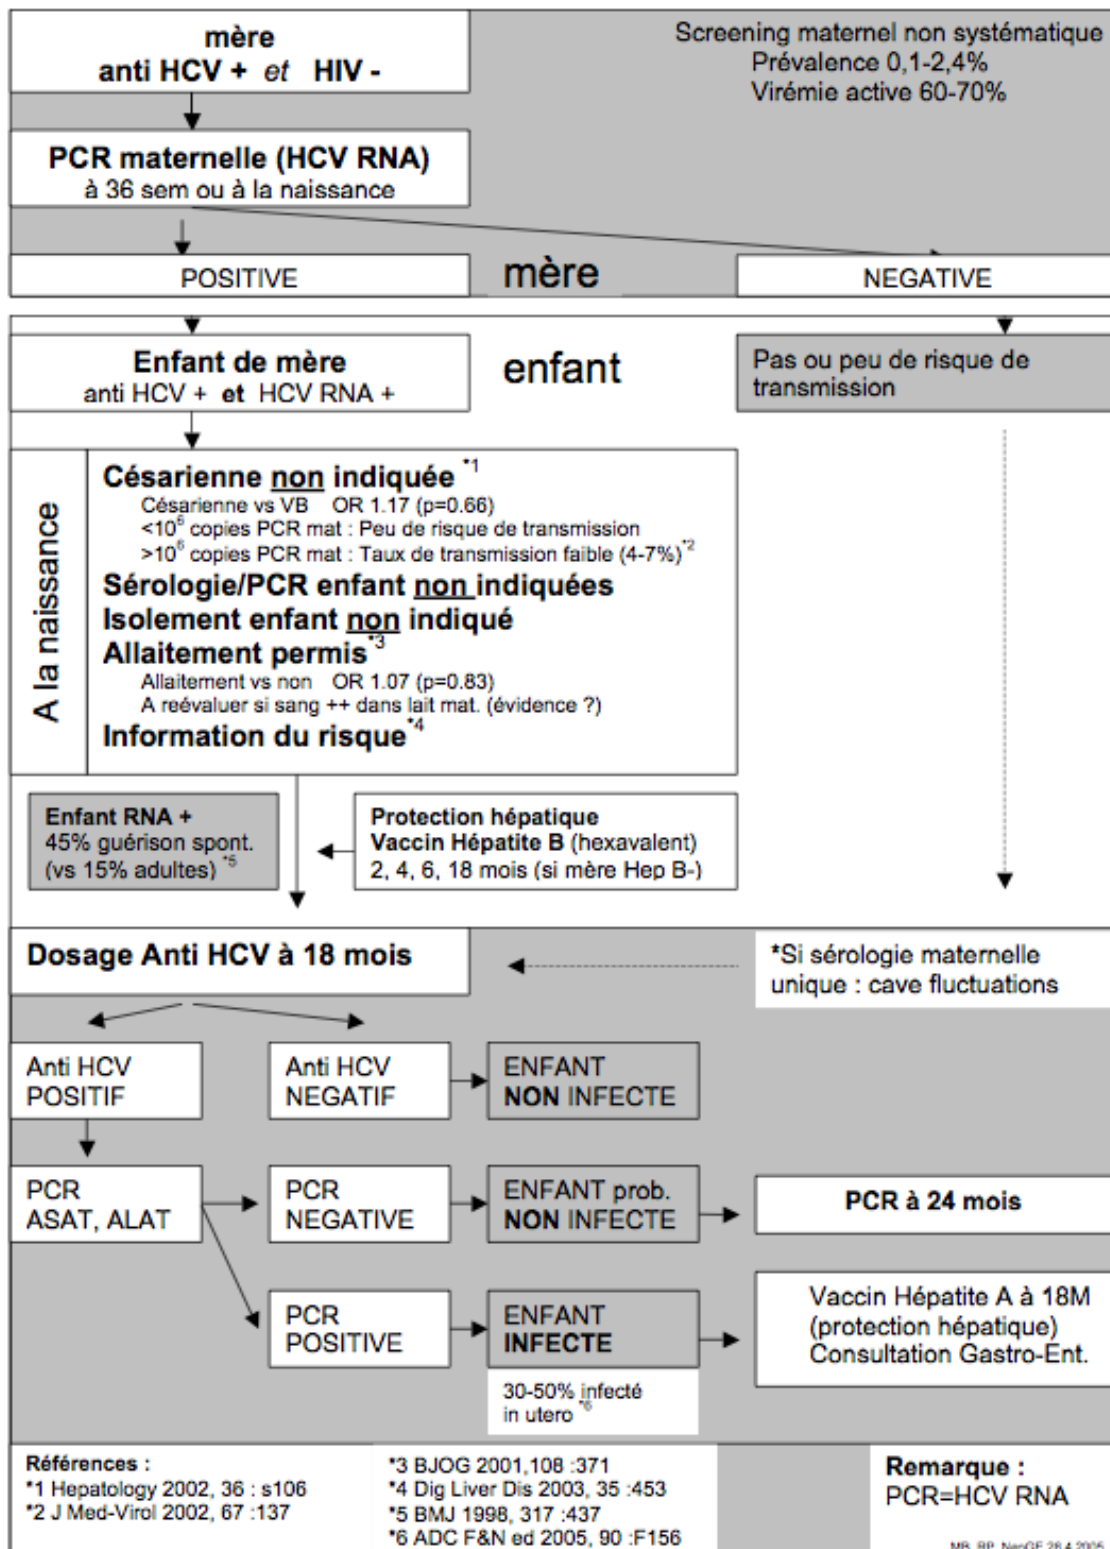 mère
anti HCV + et HIV -
Screening maternel non systématique
Prévalence 0,1-2,4%
Virémie active 60-70%
PCR maternelle (HCV RNA)
à 36 sem ou à la naissance
POSITIVE
mère
NEGATIVE
Enfant de mère
anti HCV + et HCV RNA +
enfant
Pas ou peu de risque de
transmission
A la naissance
Césarienne non indiquée *1
Césarienne vs VB OR 1.17 (p=0.66)
<10⁶ copies PCR mat : Peu de risque de transmission
>10⁶ copies PCR mat : Taux de transmission faible (4-7%)*2
Sérologie/PCR enfant non indiquées
Isolement enfant non indiqué
Allaitement permis*3
Allaitement vs non OR 1.07 (p=0.83)
A reévaluer si sang ++ dans lait mat. (évidence ?)
Information du risque*4
Enfant RNA +
45% guérison spont.
(vs 15% adultes) *5
Protection hépatique
Vaccin Hépatite B (hexavalent)
2, 4, 6, 18 mois (si mère Hep B-)
Dosage Anti HCV à 18 mois
*Si sérologie maternelle
unique : cave fluctuations
Anti HCV
POSITIF
Anti HCV
NEGATIF
ENFANT
NON INFECTE
PCR
ASAT, ALAT
PCR
NEGATIVE
ENFANT prob.
NON INFECTE
PCR à 24 mois
PCR
POSITIVE
ENFANT
INFECTE
Vaccin Hépatite A à 18M
(protection hépatique)
Consultation Gastro-Ent.
30-50% infecté
in utero *6
Références :
*1 Hepatology 2002, 36 : s106
*2 J Med-Virol 2002, 67 :137
*3 BJOG 2001,108 :371
*4 Dig Liver Dis 2003, 35 :453
*5 BMJ 1998, 317 :437
*6 ADC F&N ed 2005, 90 :F156
Remarque :
PCR=HCV RNA
MB, RP, NeoGE 28.4.2005